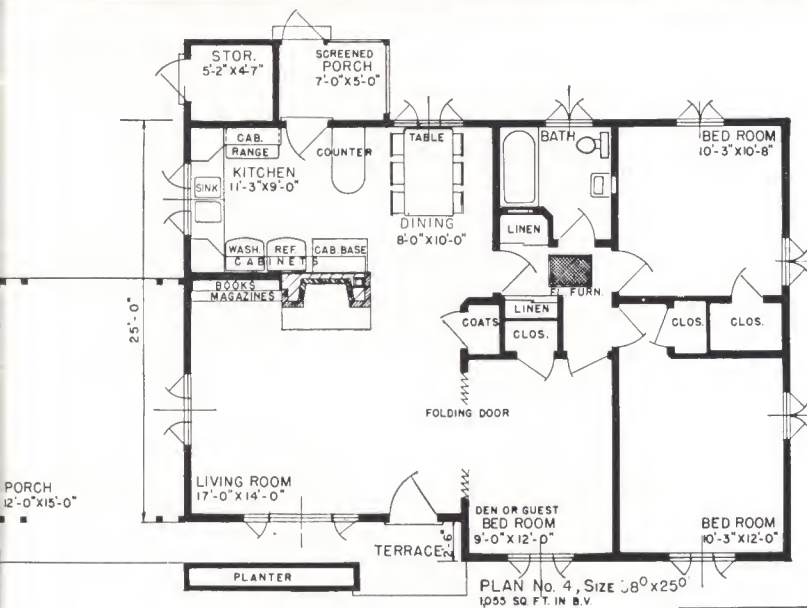 STOR.
5'-2"X4'-7"
SCREENED
PORCH
7'-0"X5'-0"
CAB.
RANGE
COUNTER
TABLE
BATH
BED ROOM
10'-3"X10'-8"
KITCHEN
11'-3"X9'-0"
SINK
DINING
8'-0"X10'-0"
LINEN
WASH.
REF.
CAB. BASE
CABINETS
EL. FURN.
BOOKS
MAGAZINES
LINEN
COATS
CLOS.
CLOS.
CLOS.
25'-0"
FOLDING DOOR
PORCH
12'-0"X15'-0"
LIVING ROOM
17'-0"X14'-0"
DEN OR GUEST
BED ROOM
9'-0"X12'-0"
BED ROOM
10'-3"X12'-0"
TERRACE
2'-6"
PLANTER
PLAN No. 4, SIZE 8⁰X25⁰
1,055 SQ. FT. IN B.V.